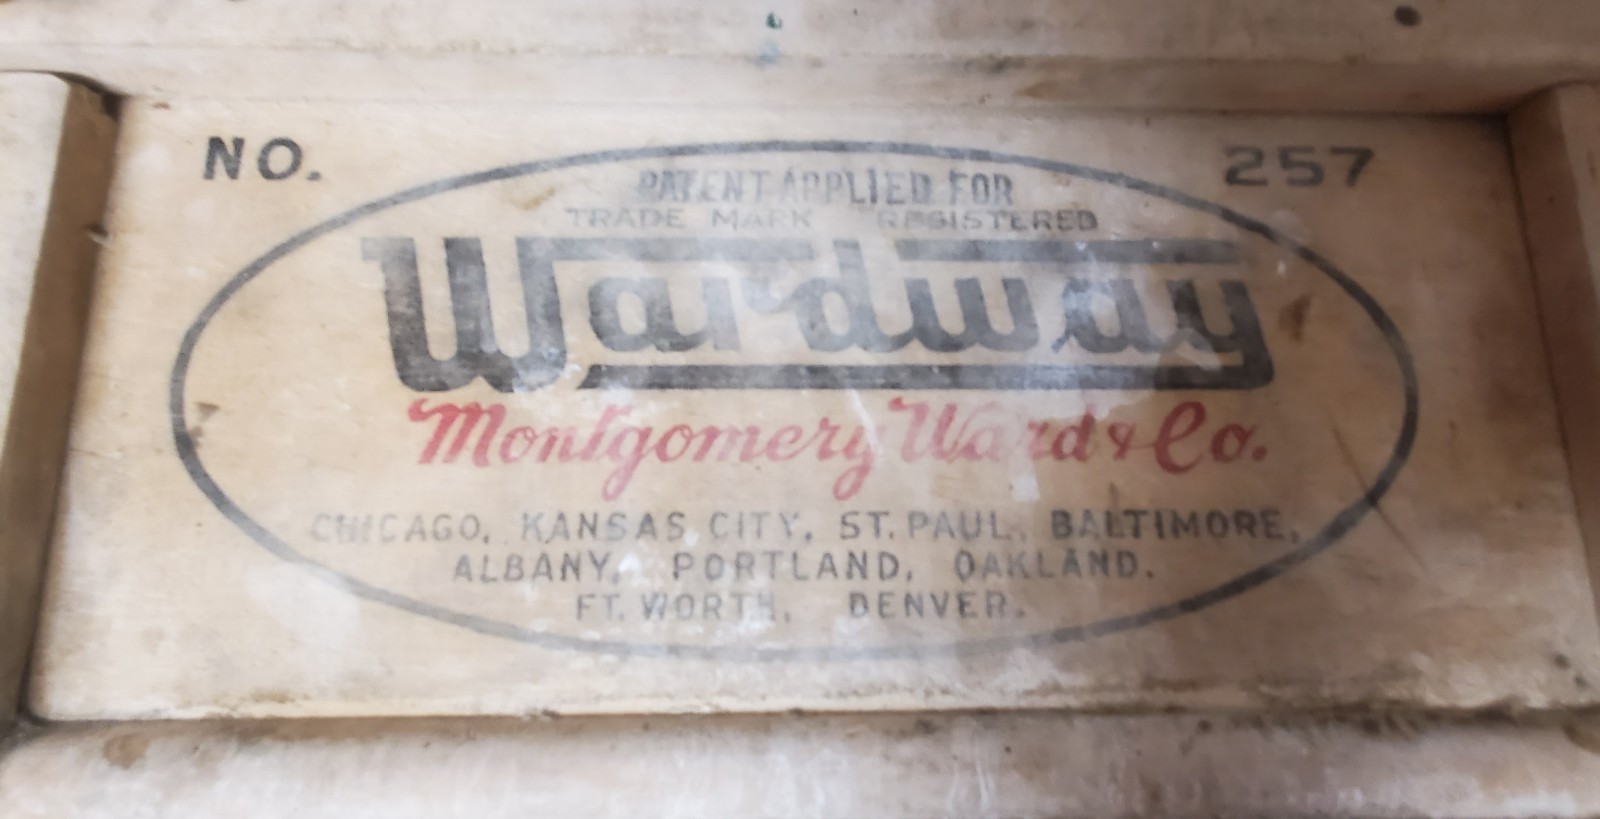 NO. 257
PATENT APPLIED FOR
TRADE MARK REGISTERED
Wardway
Montgomery Ward & Co.
CHICAGO, KANSAS CITY, ST. PAUL, BALTIMORE,
ALBANY, PORTLAND, OAKLAND.
FT. WORTH, DENVER.